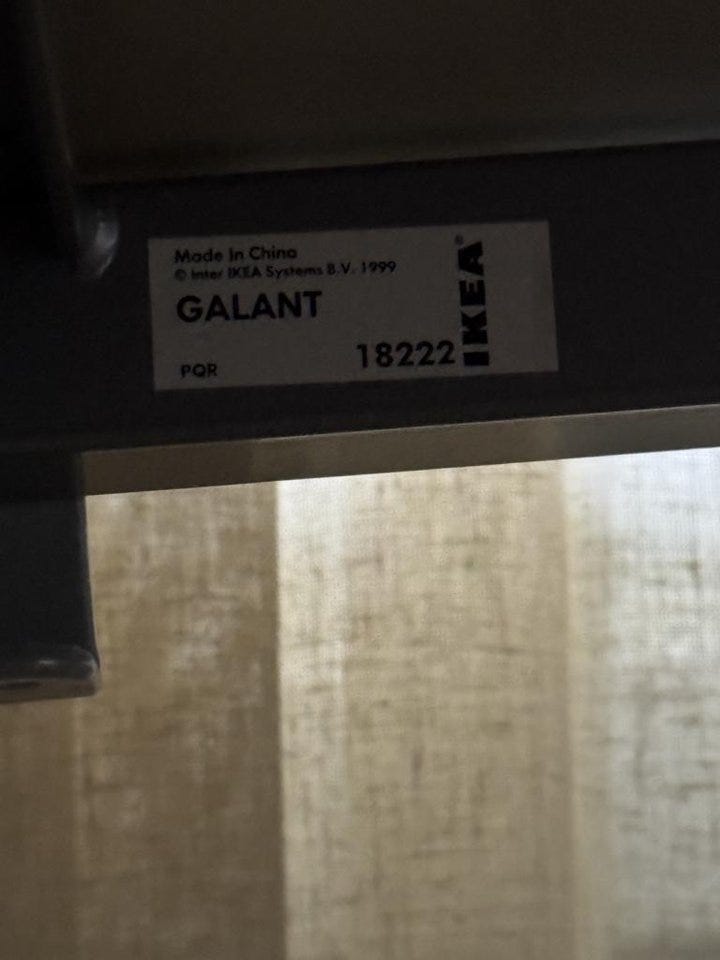 Made In China
© Inter IKEA Systems B.V. 1999
GALANT
PQR
18222
IKEA®